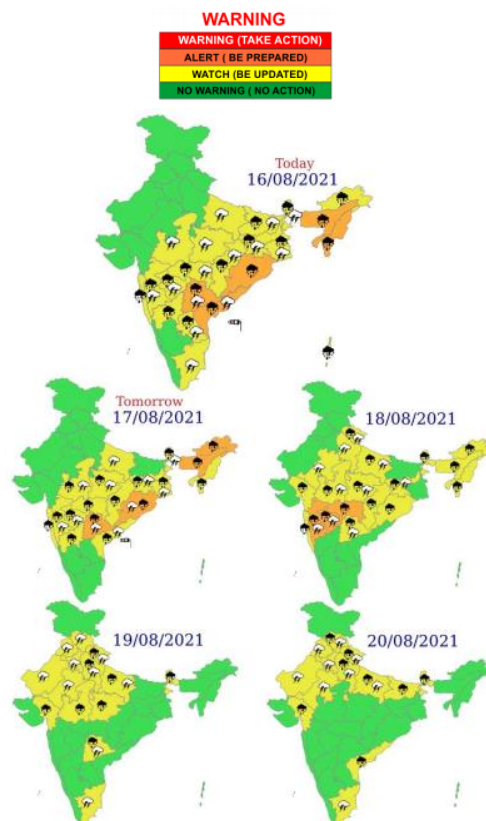 WARNING
WARNING (TAKE ACTION)
ALERT ( BE PREPARED)
WATCH (BE UPDATED)
NO WARNING ( NO ACTION)
Today
16/08/2021
Tomorrow
17/08/2021
18/08/2021
19/08/2021
20/08/2021